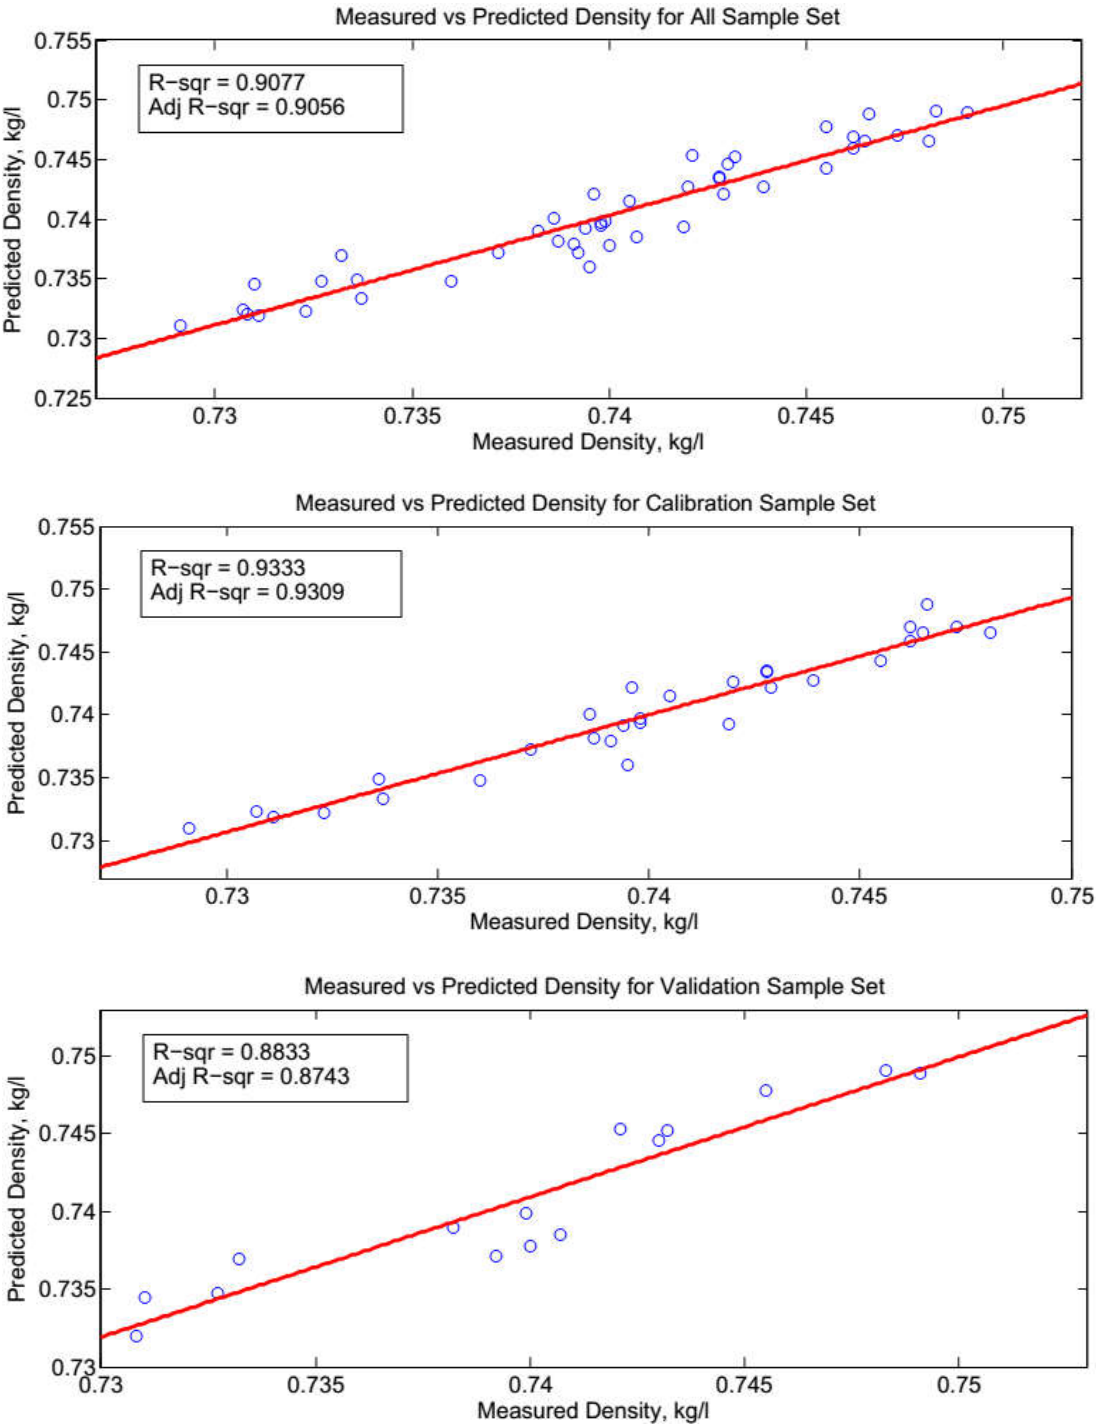 Measured vs Predicted Density for All Sample Set
0.755
0.75
0.745
0.74
0.735
0.73
0.725
Predicted Density, kg/l
R−sqr = 0.9077
Adj R−sqr = 0.9056
0.73 0.735 0.74 0.745 0.75
Measured Density, kg/l
Measured vs Predicted Density for Calibration Sample Set
0.755
0.75
0.745
0.74
0.735
0.73
Predicted Density, kg/l
R−sqr = 0.9333
Adj R−sqr = 0.9309
0.73 0.735 0.74 0.745 0.75
Measured Density, kg/l
Measured vs Predicted Density for Validation Sample Set
0.75
0.745
0.74
0.735
0.73
Predicted Density, kg/l
R−sqr = 0.8833
Adj R−sqr = 0.8743
0.73 0.735 0.74 0.745 0.75
Measured Density, kg/l